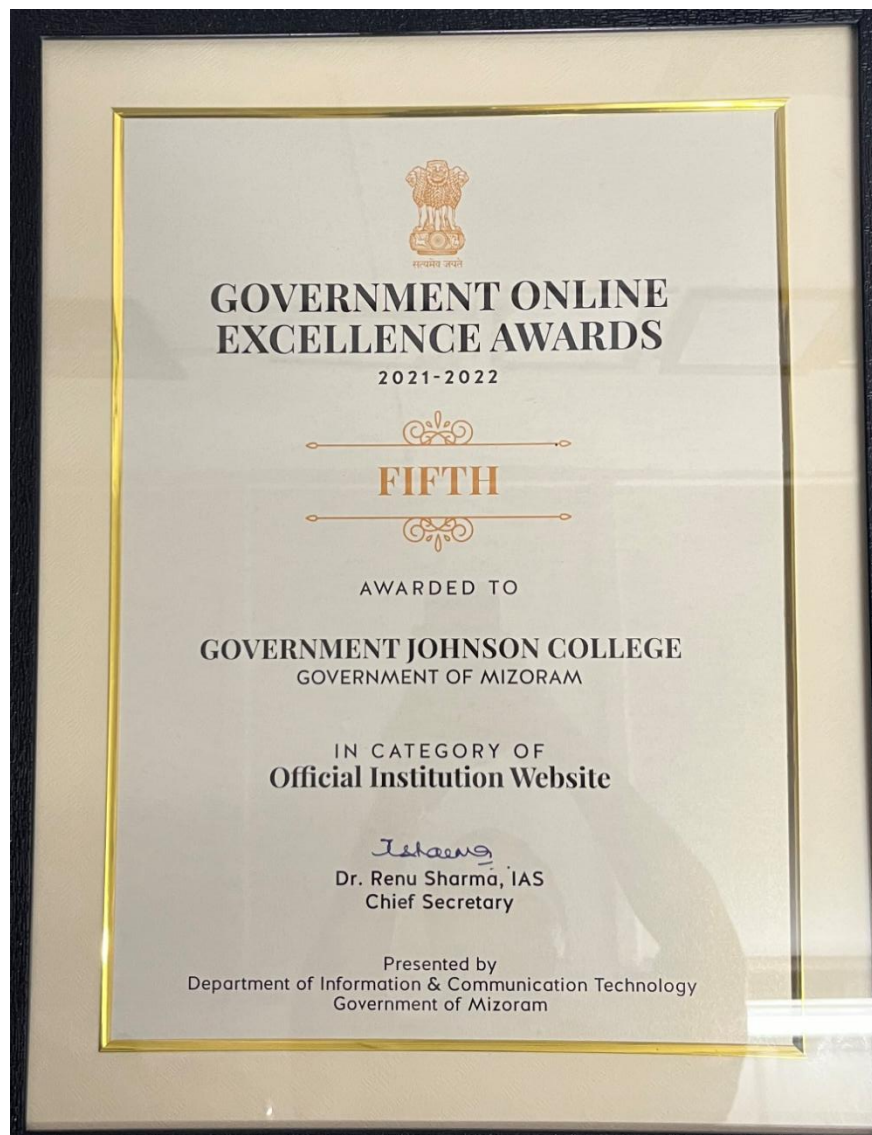 सत्यमेव जयते
GOVERNMENT ONLINE
EXCELLENCE AWARDS
2021-2022
FIFTH
AWARDED TO
GOVERNMENT JOHNSON COLLEGE
GOVERNMENT OF MIZORAM
IN CATEGORY OF
Official Institution Website
Dr. Renu Sharma, IAS
Chief Secretary
Presented by
Department of Information & Communication Technology
Government of Mizoram